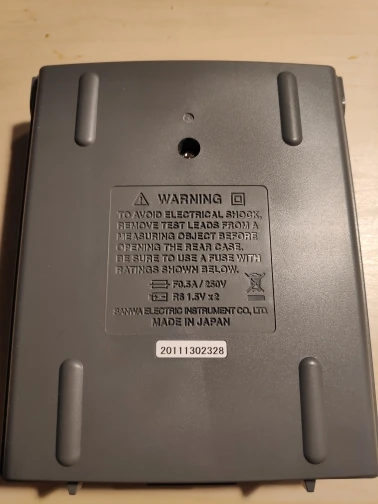 ⚠ WARNING
TO AVOID ELECTRICAL SHOCK,
REMOVE TEST LEADS FROM A
MEASURING OBJECT BEFORE
OPENING THE REAR CASE.
BE SURE TO USE A FUSE WITH
RATINGS SHOWN BELOW.
F0.5A / 250V
R6 1.5V x2
SANWA ELECTRIC INSTRUMENT CO., LTD.
MADE IN JAPAN
20111302328